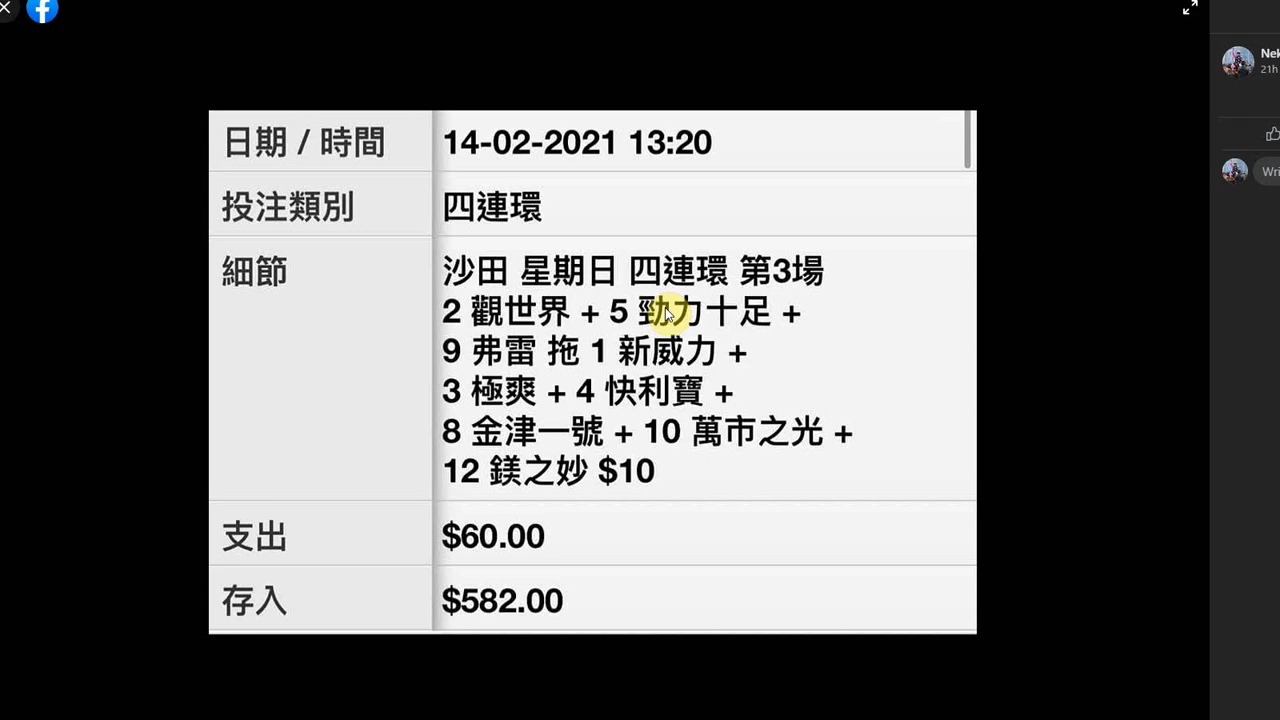 Nek
21h
日期 / 時間
14-02-2021 13:20
投注類別
四連環
細節
沙田 星期日 四連環 第3場
2 觀世界 + 5 勁力十足 +
9 弗雷 拖 1 新威力 +
3 極爽 + 4 快利寶 +
8 金津一號 + 10 萬市之光 +
12 鎂之妙 $10
支出
$60.00
存入
$582.00
Wri